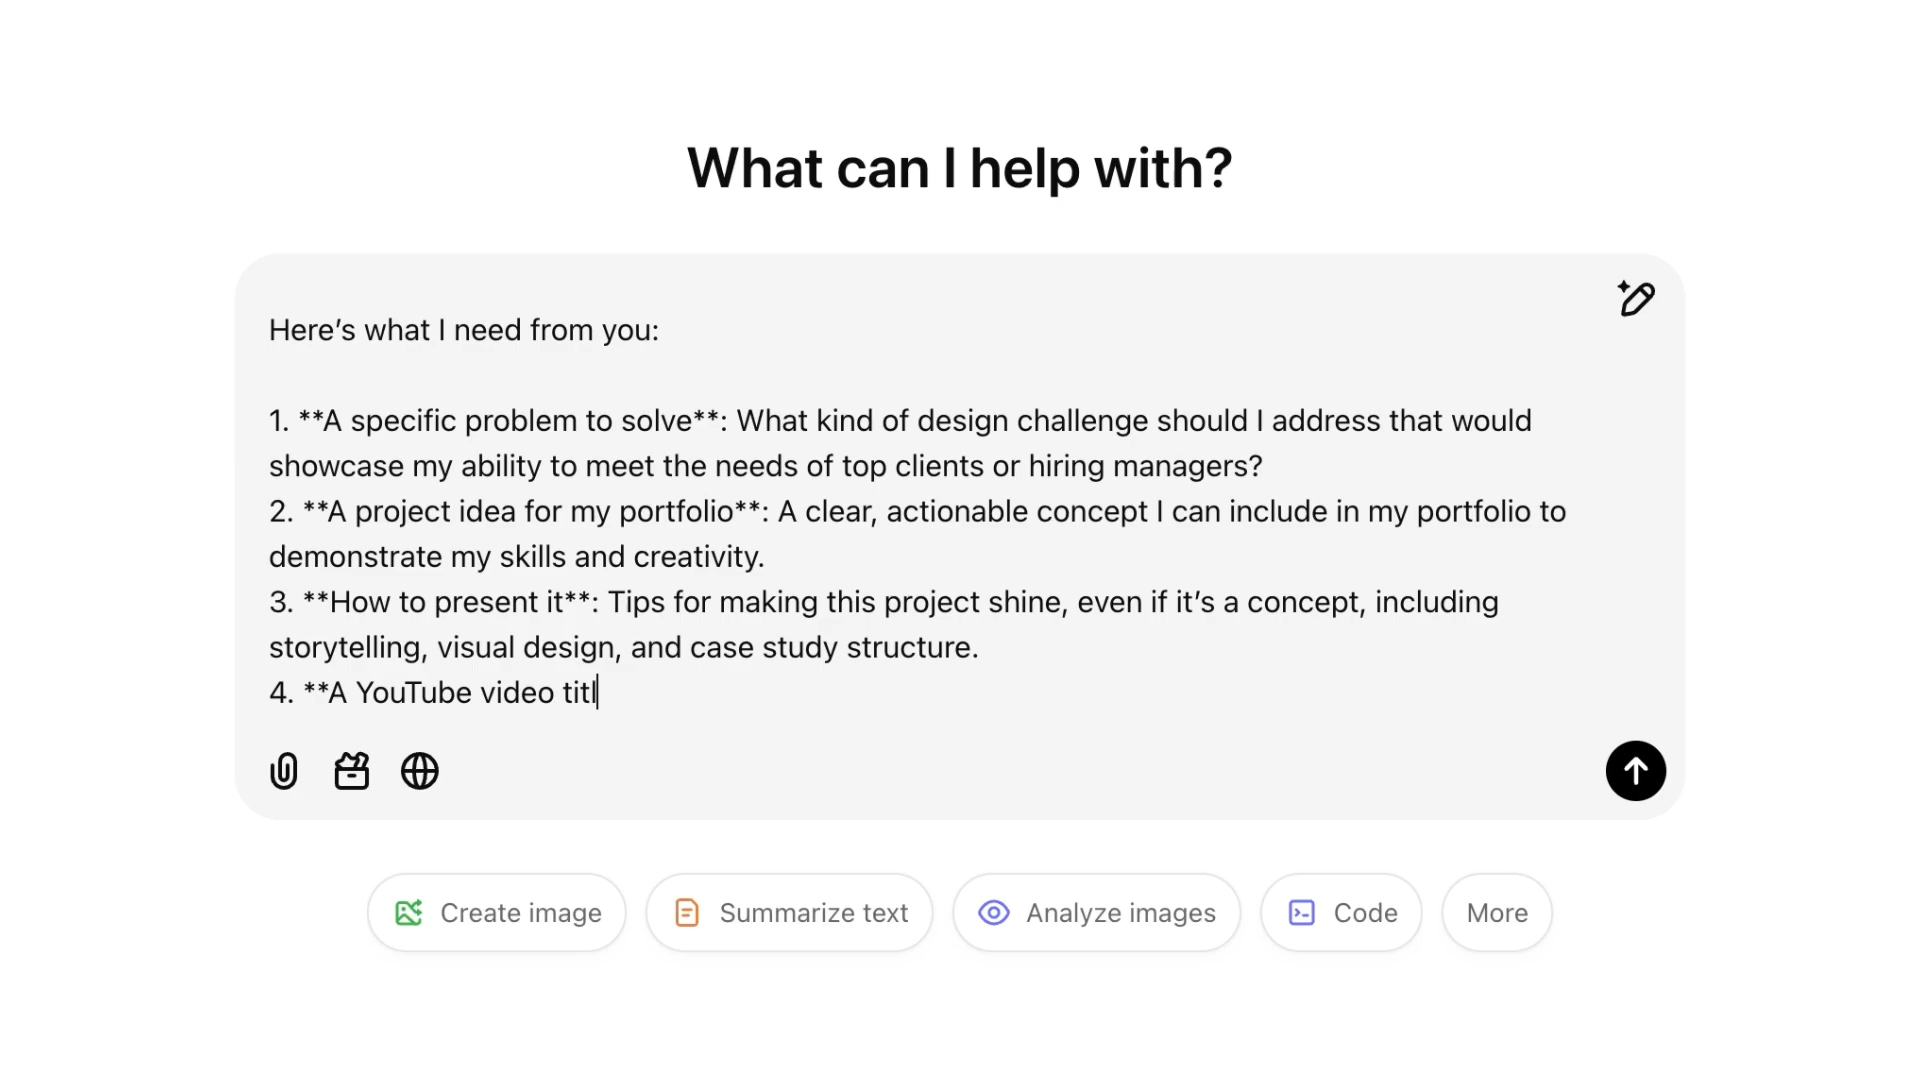 What can I help with?
Here’s what I need from you:
1. **A specific problem to solve**: What kind of design challenge should I address that would
showcase my ability to meet the needs of top clients or hiring managers?
2. **A project idea for my portfolio**: A clear, actionable concept I can include in my portfolio to
demonstrate my skills and creativity.
3. **How to present it**: Tips for making this project shine, even if it’s a concept, including
storytelling, visual design, and case study structure.
4. **A YouTube video titl
Create image
Summarize text
Analyze images
Code
More